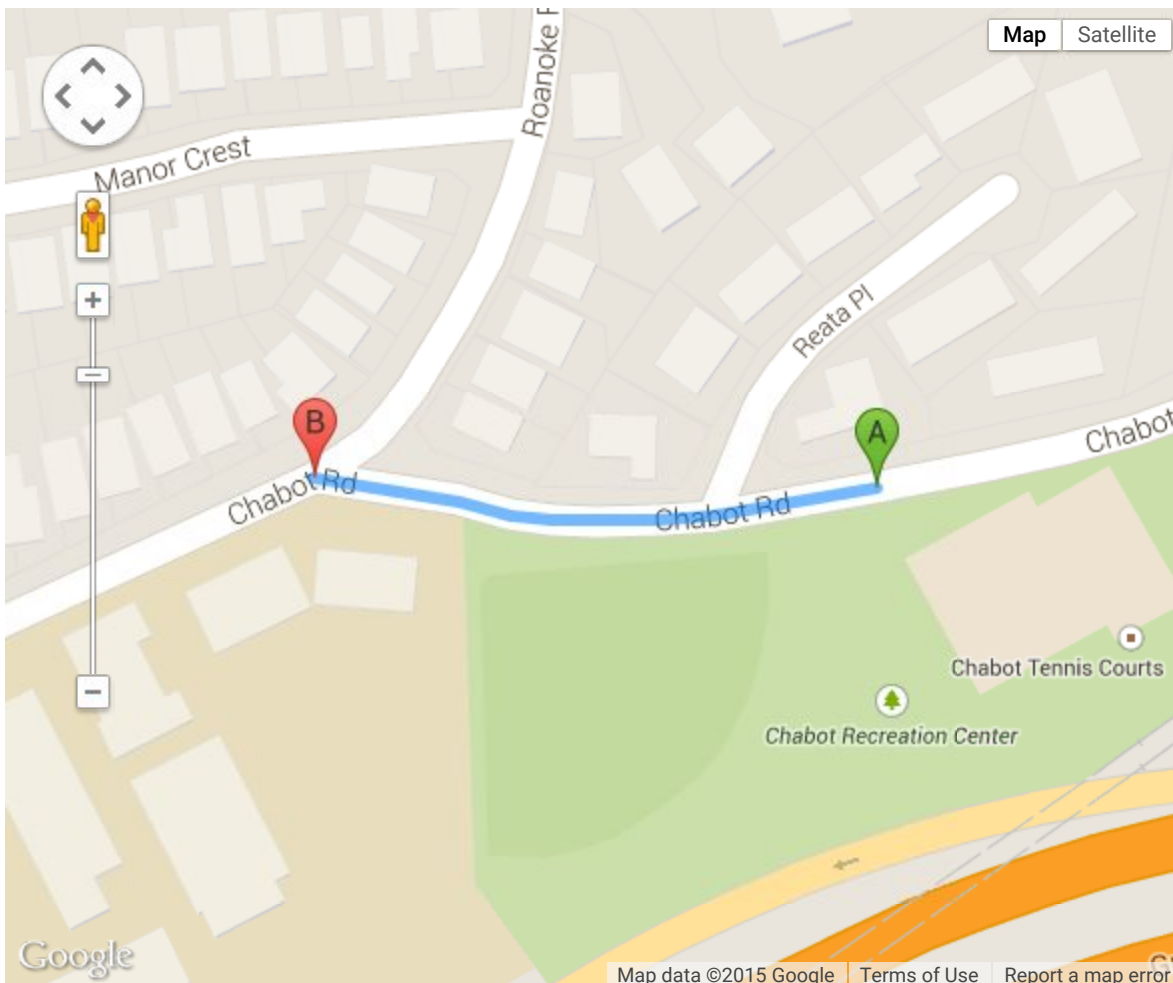 Map
Satellite
Roanoke
Manor Crest
Reata Pl
B
A
Chabot
Chabot Rd
Chabot Rd
Chabot Tennis Courts
Chabot Recreation Center
Google
Map data ©2015 Google
Terms of Use
Report a map error